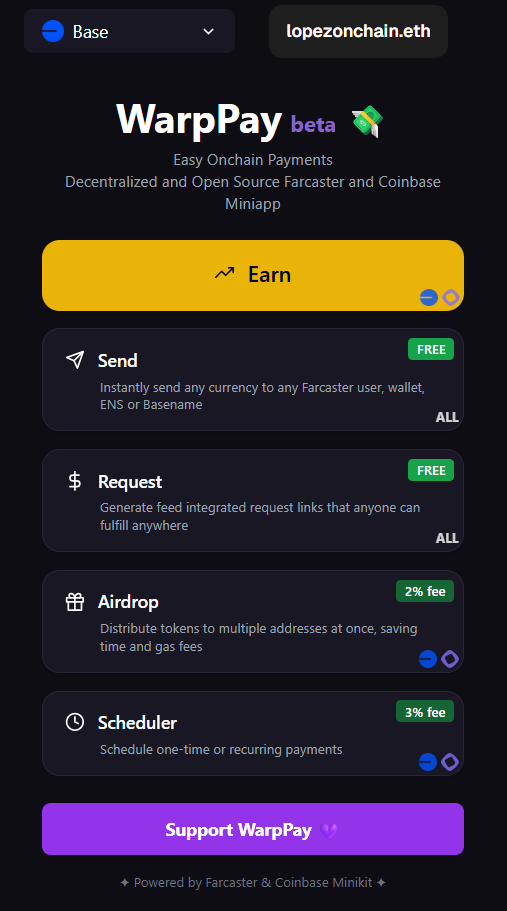 Base
lopezonchain.eth
WarpPay beta 💸
Easy Onchain Payments
Decentralized and Open Source Farcaster and Coinbase
Miniapp
Earn
Send
FREE
Instantly send any currency to any Farcaster user, wallet,
ENS or Basename
ALL
Request
FREE
Generate feed integrated request links that anyone can
fulfill anywhere
ALL
Airdrop
2% fee
Distribute tokens to multiple addresses at once, saving
time and gas fees
Scheduler
3% fee
Schedule one-time or recurring payments
Support WarpPay 💜
✦ Powered by Farcaster & Coinbase Minikit ✦